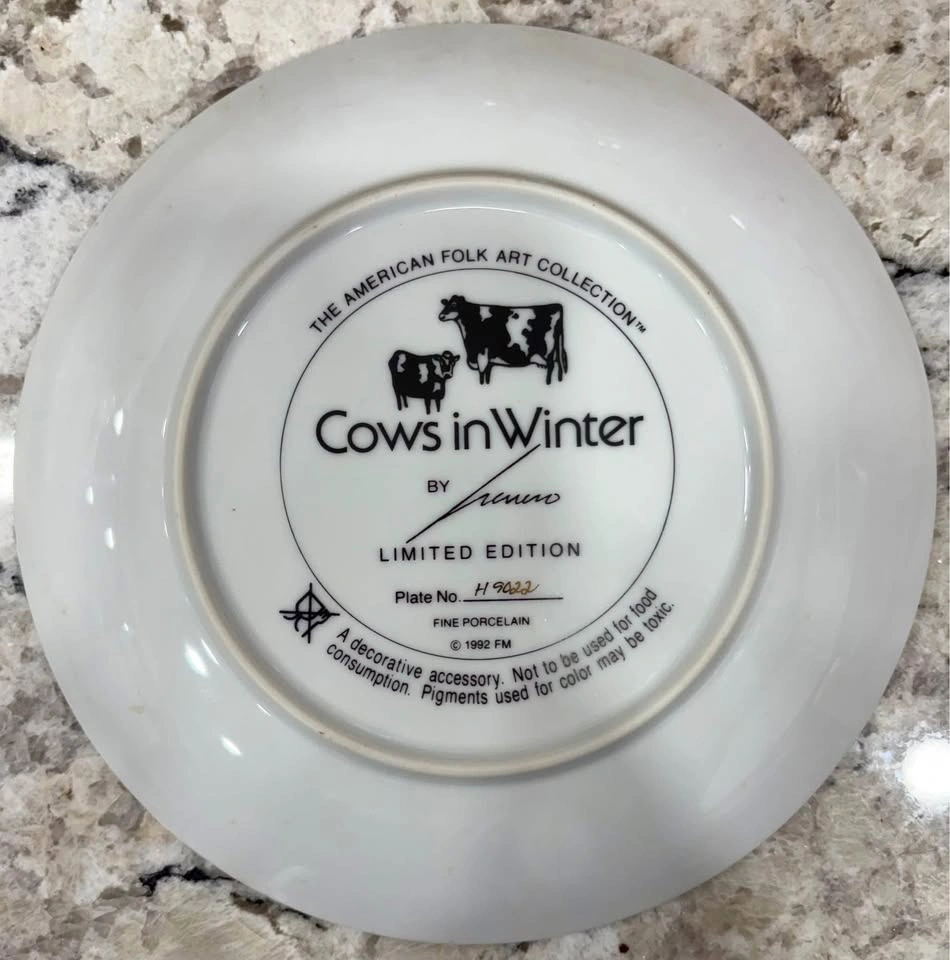 THE AMERICAN FOLK ART COLLECTION™
Cows in Winter
BY
LIMITED EDITION
Plate No. H9022
FINE PORCELAIN
© 1992 FM
A decorative accessory. Not to be used for food
consumption. Pigments used for color may be toxic.